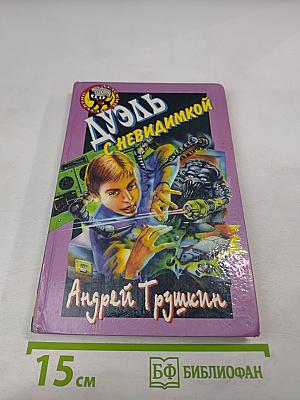 ДУЭЛЬ
С НЕВИДИМКОЙ
Андрей Трушкин
15 см
БФ БИБЛИОФАН